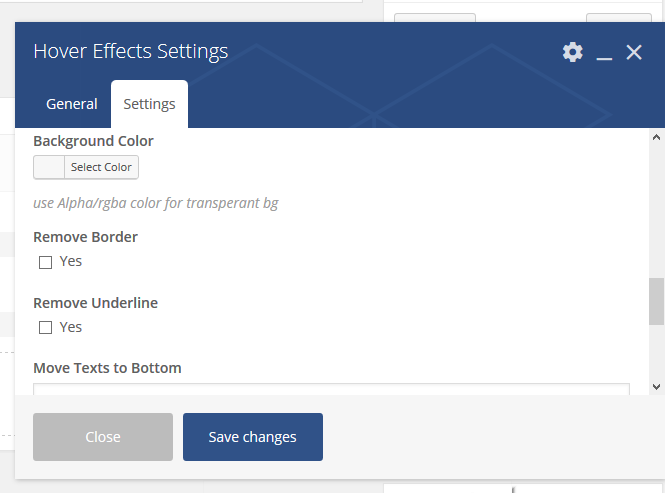 Hover Effects Settings
General
Settings
Background Color
Select Color
use Alpha/rgba color for transperant bg
Remove Border
Yes
Remove Underline
Yes
Move Texts to Bottom
Close
Save changes